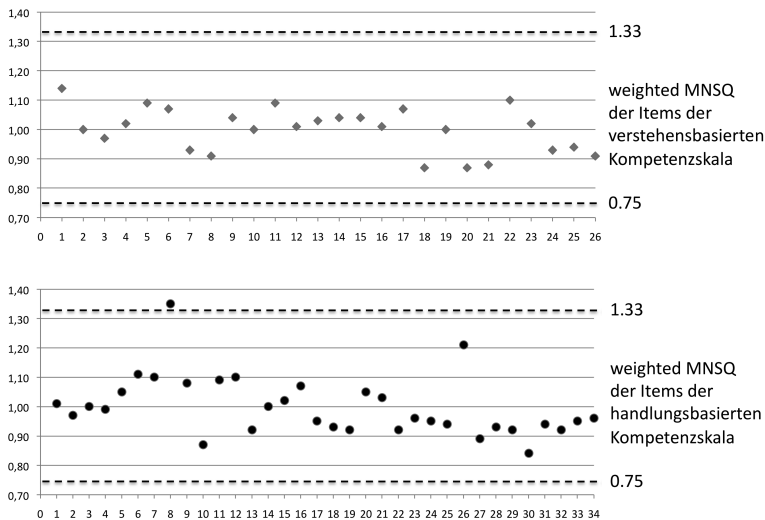 1,40
1.33
1,30
1,20
weighted MNSQ
1,10
der Items der
1,00
verstehensbasierten
0,90
Kompetenzskala
0,80
0.75
0,70
0 1 2 3 4 5 6 7 8 9 10 11 12 13 14 15 16 17 18 19 20 21 22 23 24 25 26
1,40
1.33
1,30
1,20
weighted MNSQ
1,10
der Items der
1,00
handlungsbasierten
0,90
Kompetenzskala
0,80
0.75
0,70
0 1 2 3 4 5 6 7 8 9 10 11 12 13 14 15 16 17 18 19 20 21 22 23 24 25 26 27 28 29 30 31 32 33 34